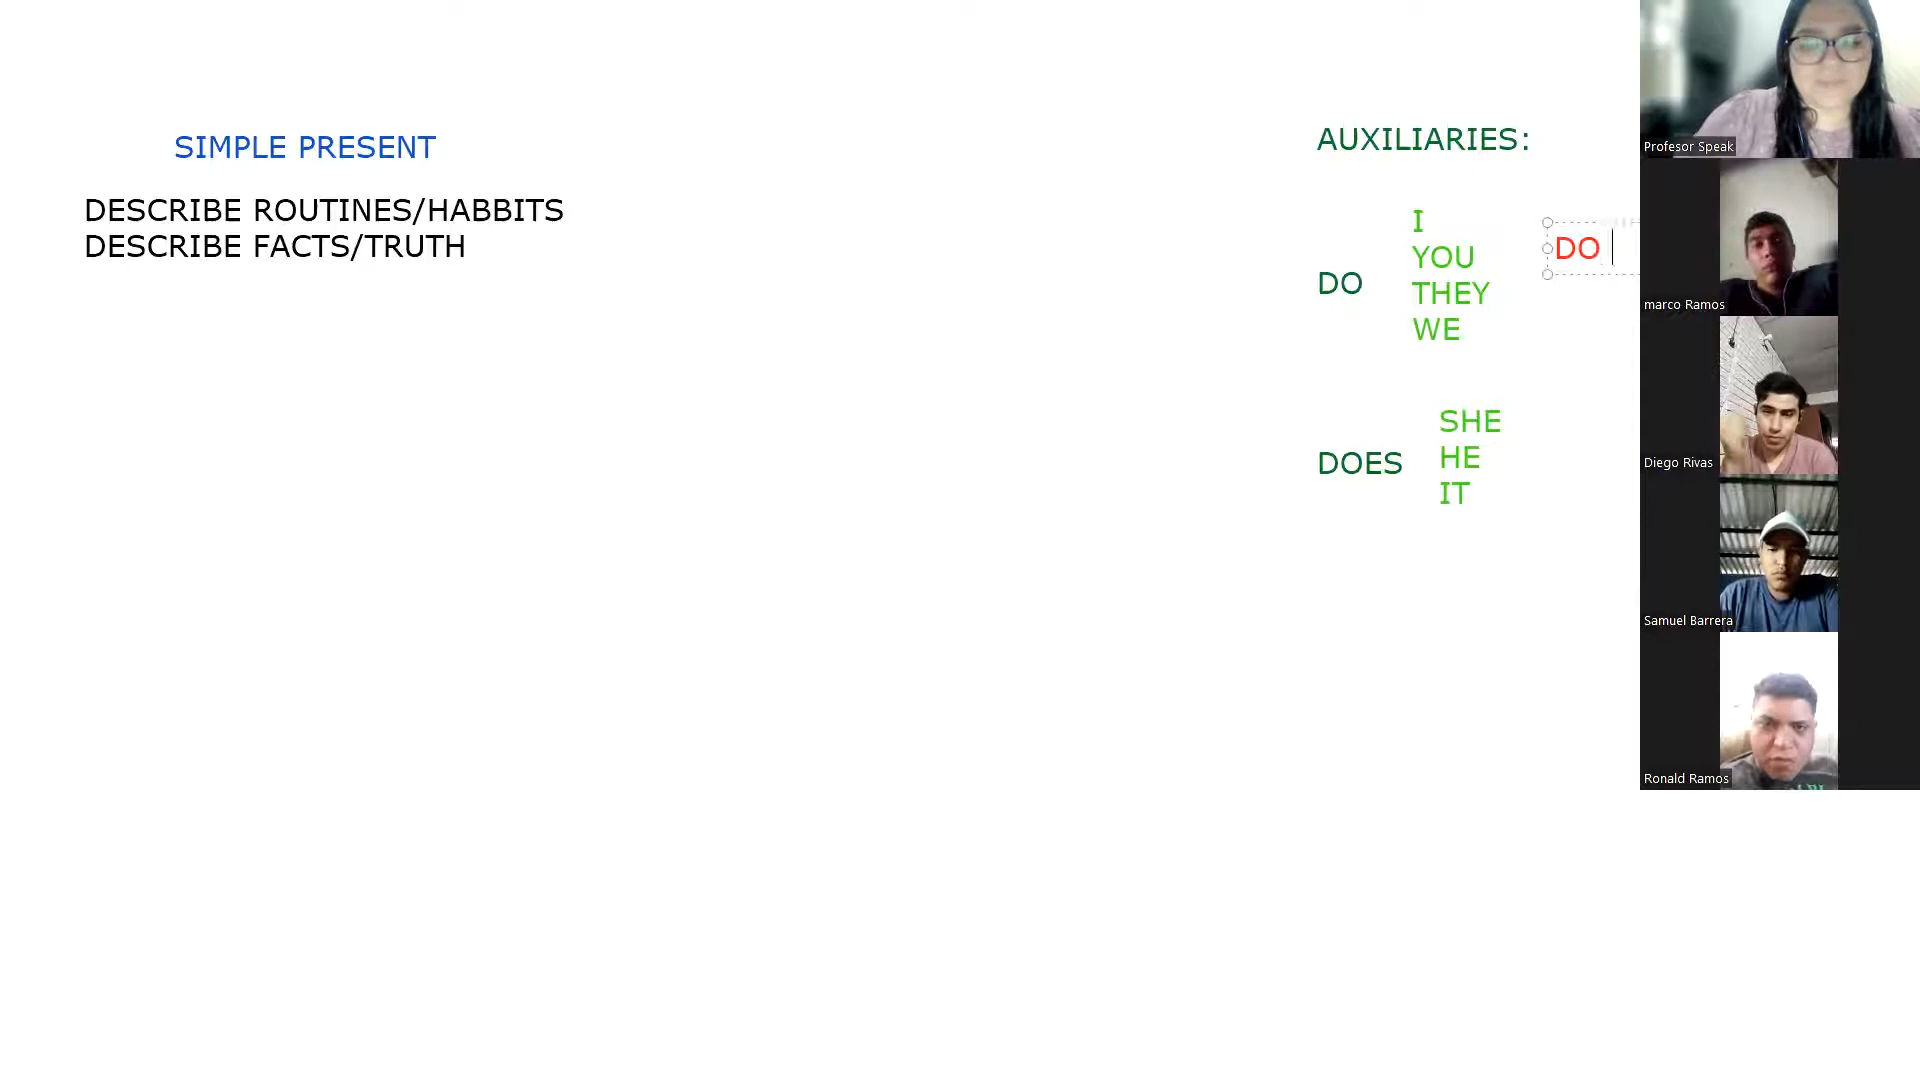 SIMPLE PRESENT
DESCRIBE ROUTINES/HABBITS
DESCRIBE FACTS/TRUTH
AUXILIARIES:
DO
I
YOU
THEY
WE
DO
DOES
SHE
HE
IT
Profesor Speak
marco Ramos
Diego Rivas
Samuel Barrera
Ronald Ramos